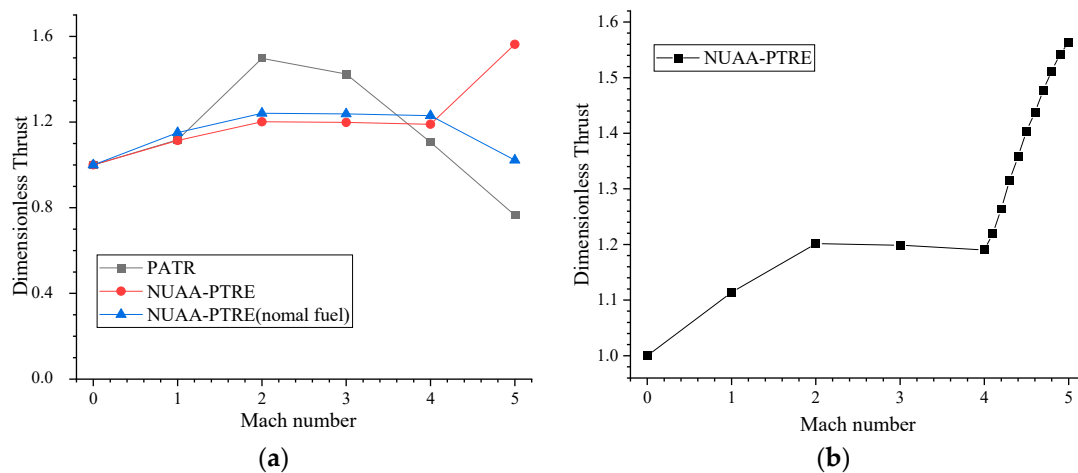 1.6
1.2
0.8
0.4
0.0
Dimensionless Thrust
PATR
NUAA-PTRE
NUAA-PTRE(nomal fuel)
0 1 2 3 4 5
Mach number
(a)
1.6
1.5
1.4
1.3
1.2
1.1
1.0
Dimensionless Thrust
NUAA-PTRE
0 1 2 3 4 5
Mach number
(b)